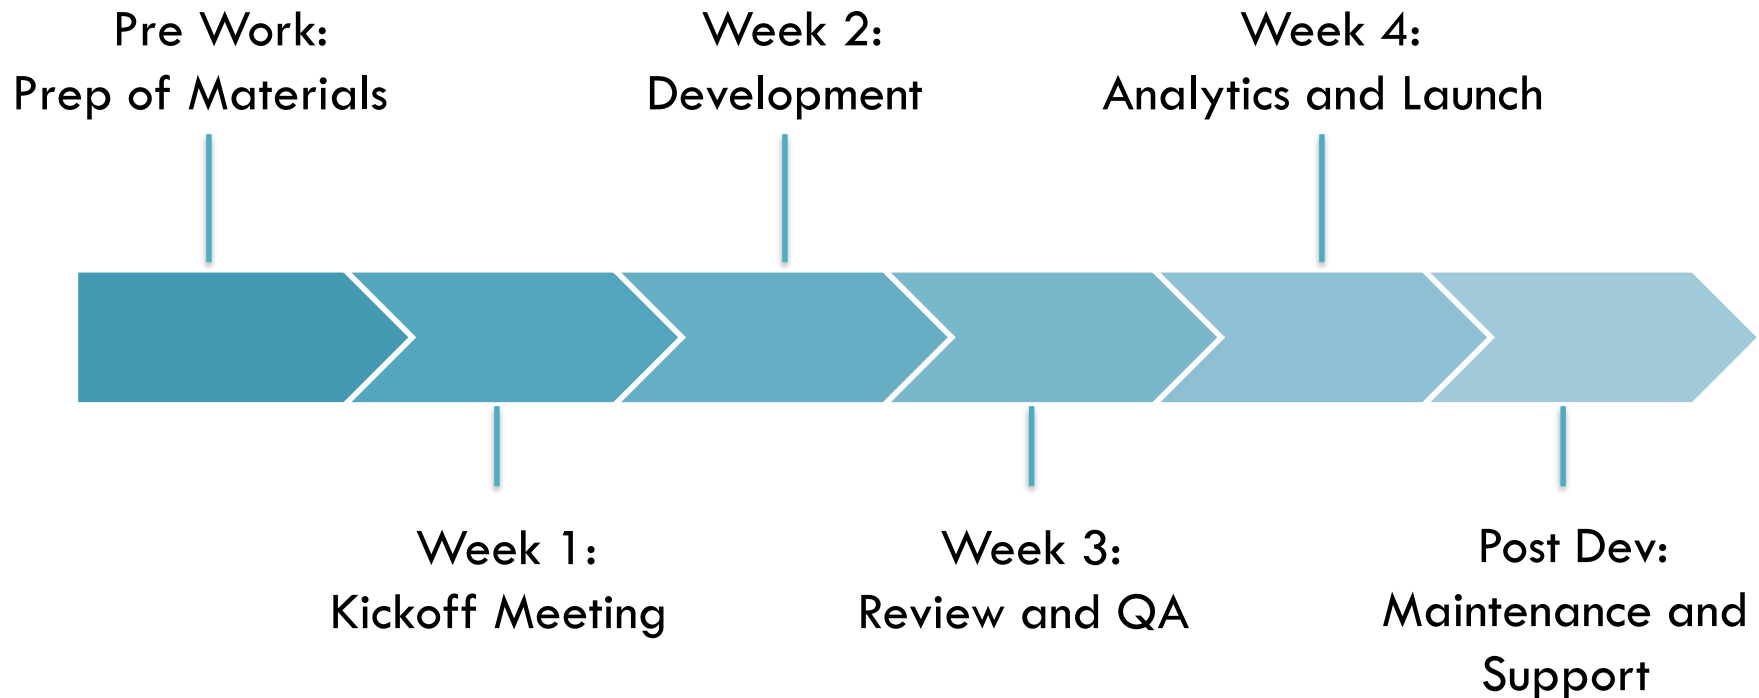 Pre Work:
Prep of Materials
Week 1:
Kickoff Meeting
Week 2:
Development
Week 3:
Review and QA
Week 4:
Analytics and Launch
Post Dev:
Maintenance and
Support